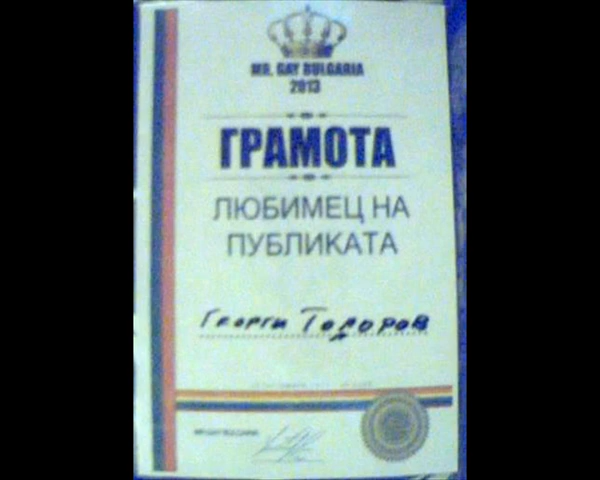 MR. GAY BULGARIA
2013
ГРАМОТА
ЛЮБИМЕЦ НА
ПУБЛИКАТА
Георги Тодоров